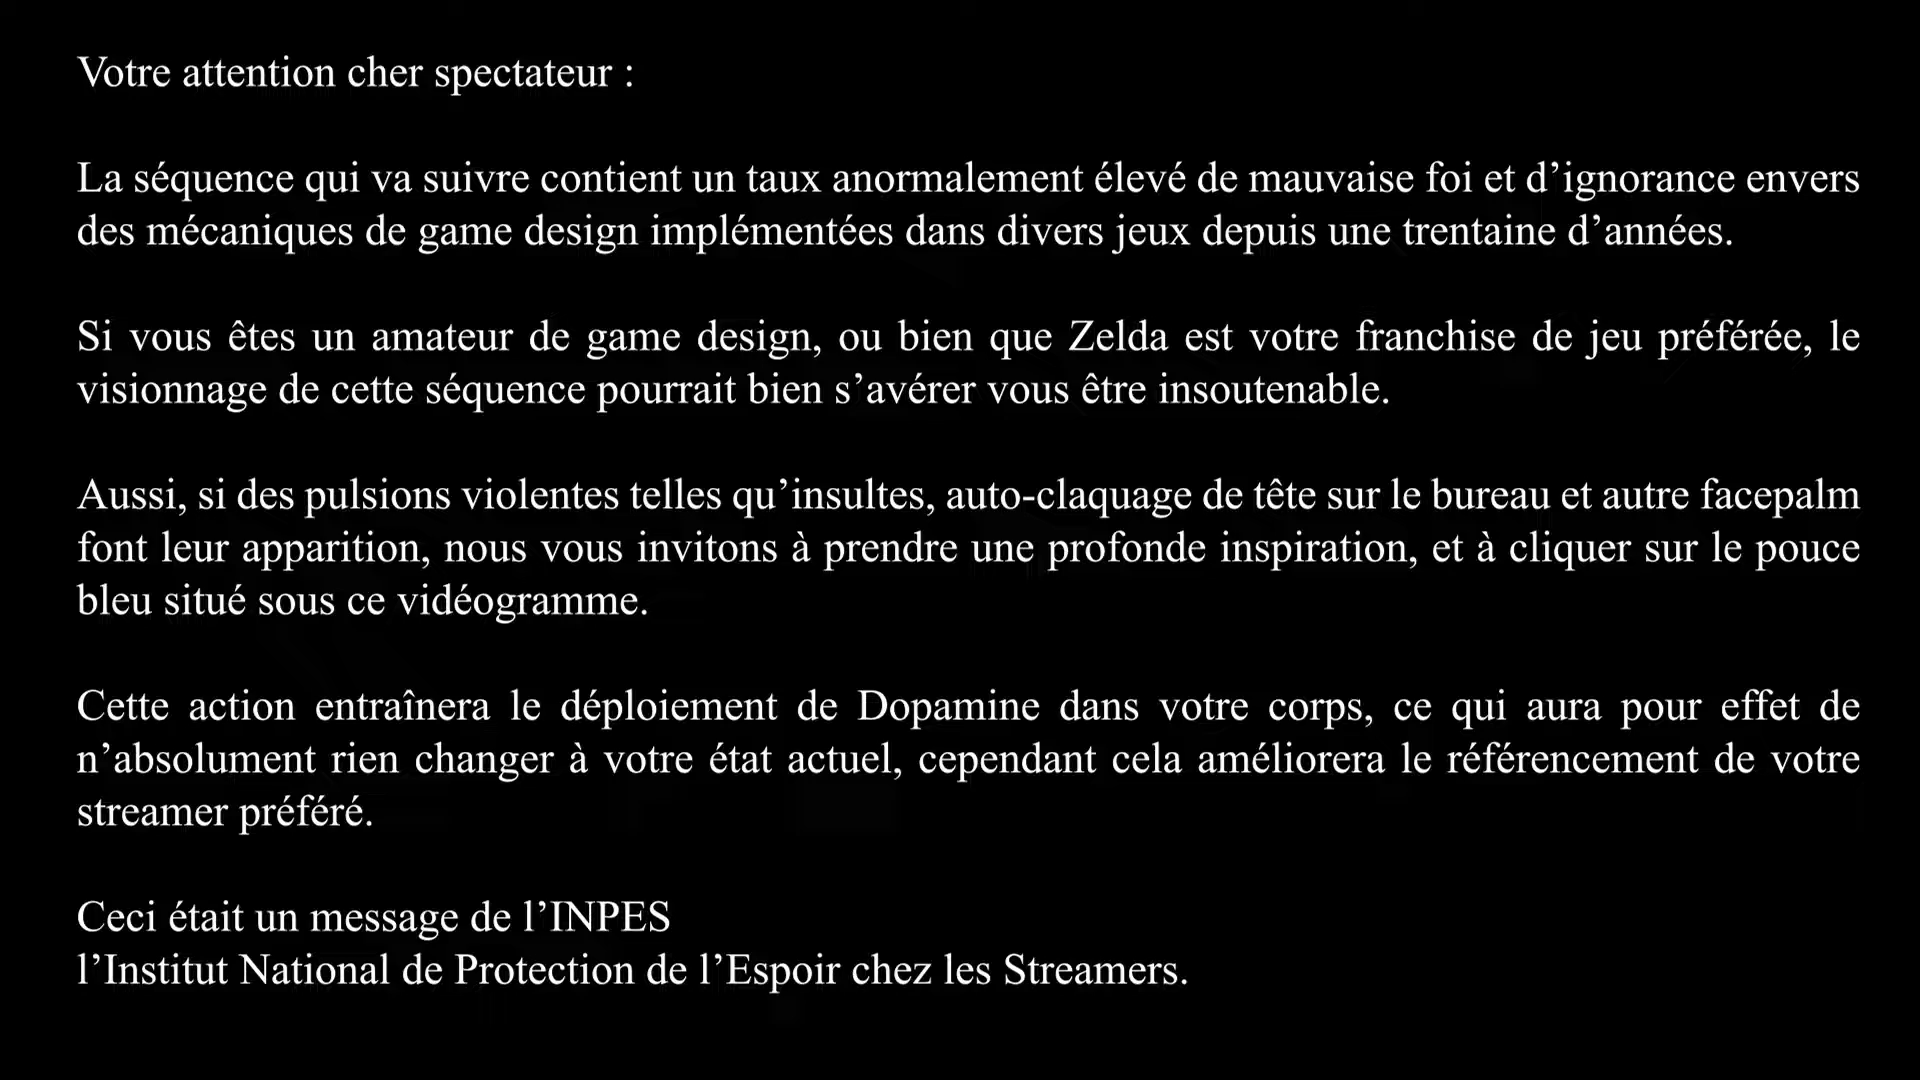 Votre attention cher spectateur :
La séquence qui va suivre contient un taux anormalement élevé de mauvaise foi et d’ignorance envers
des mécaniques de game design implémentées dans divers jeux depuis une trentaine d’années.
Si vous êtes un amateur de game design, ou bien que Zelda est votre franchise de jeu préférée, le
visionnage de cette séquence pourrait bien s’avérer vous être insoutenable.
Aussi, si des pulsions violentes telles qu’insultes, auto-claquage de tête sur le bureau et autre facepalm
font leur apparition, nous vous invitons à prendre une profonde inspiration, et à cliquer sur le pouce
bleu situé sous ce vidéogramme.
Cette action entraînera le déploiement de Dopamine dans votre corps, ce qui aura pour effet de
n’absolument rien changer à votre état actuel, cependant cela améliorera le référencement de votre
streamer préféré.
Ceci était un message de l’INPES
l’Institut National de Protection de l’Espoir chez les Streamers.